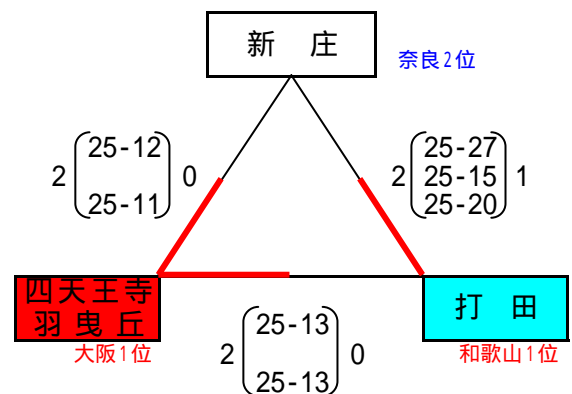 新 庄
奈良2位
25-12
2 0
25-11
25-27
2 25-15 1
25-20
四天王寺
羽曳丘
大阪1位
打 田
和歌山1位
25-13
2 0
25-13